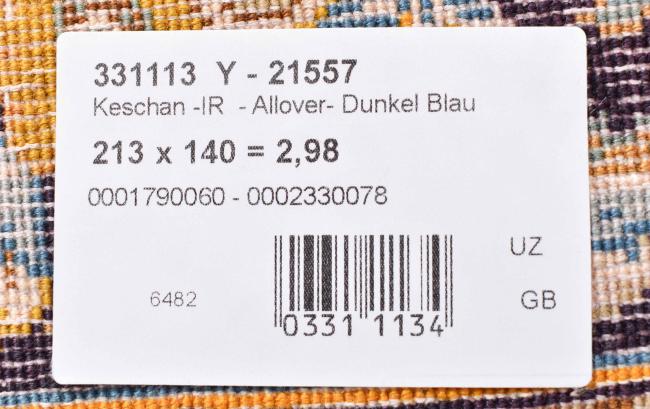 331113 Y - 21557
Keschan -IR - Allover- Dunkel Blau
213 x 140 = 2,98
0001790060 - 0002330078
UZ
6482
GB
0331 1134